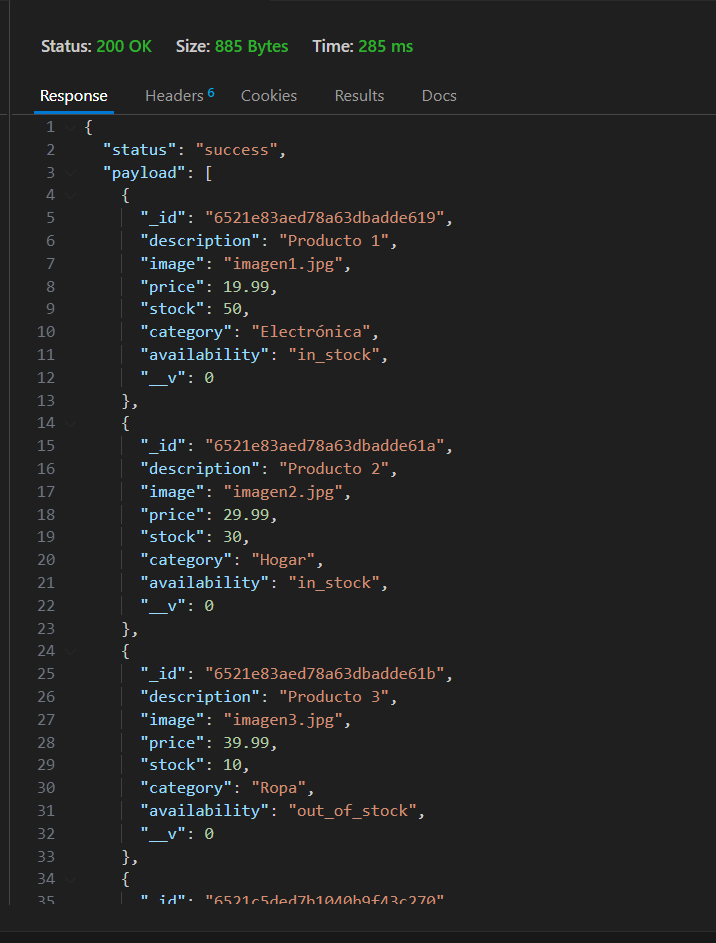 Status: 200 OK Size: 885 Bytes Time: 285 ms
Response Headers 6 Cookies Results Docs
1 {
2 "status": "success",
3 "payload": [
4 {
5 "_id": "6521e83aed78a63dbadde619",
6 "description": "Producto 1",
7 "image": "imagen1.jpg",
8 "price": 19.99,
9 "stock": 50,
10 "category": "Electrónica",
11 "availability": "in_stock",
12 "__v": 0
13 },
14 {
15 "_id": "6521e83aed78a63dbadde61a",
16 "description": "Producto 2",
17 "image": "imagen2.jpg",
18 "price": 29.99,
19 "stock": 30,
20 "category": "Hogar",
21 "availability": "in_stock",
22 "__v": 0
23 },
24 {
25 "_id": "6521e83aed78a63dbadde61b",
26 "description": "Producto 3",
27 "image": "imagen3.jpg",
28 "price": 39.99,
29 "stock": 10,
30 "category": "Ropa",
31 "availability": "out_of_stock",
32 "__v": 0
33 },
34 {
35 "_id": "6521c5ded7b1040b9f43c270"